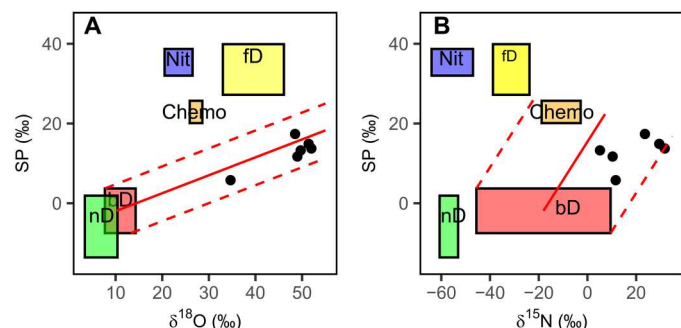 A
B
SP (‰)
40
20
0
Nit
fD
Chemo
bD
nD
10
20
30
40
50
δ18O (‰)
SP (‰)
40
20
0
Nit
fD
Chemo
bD
nD
−60
−40
−20
0
20
δ15N (‰)